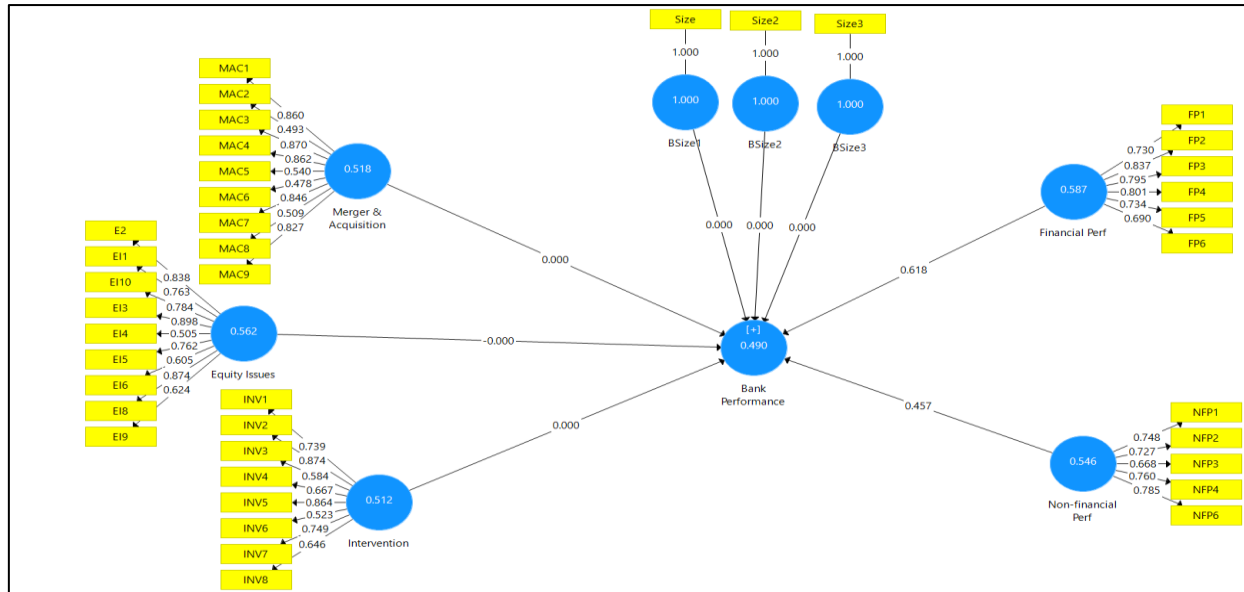 Size
Size2
Size3
1.000
1.000
1.000
1.000
1.000
1.000
BSize1
BSize2
BSize3
0.000
0.000
0.000
MAC1
MAC2
MAC3
MAC4
MAC5
MAC6
MAC7
MAC8
MAC9
0.860
0.493
0.870
0.862
0.540
0.478
0.846
0.509
0.827
0.518
Merger &
Acquisition
0.000
E2
EI1
EI10
EI3
EI4
EI5
EI6
EI8
EI9
0.838
0.763
0.784
0.898
0.505
0.762
0.605
0.874
0.624
0.562
Equity Issues
-0.000
INV1
INV2
INV3
INV4
INV5
INV6
INV7
INV8
0.739
0.874
0.584
0.667
0.864
0.523
0.749
0.646
0.512
Intervention
0.000
[+]
0.490
Bank
Performance
FP1
FP2
FP3
FP4
FP5
FP6
0.730
0.837
0.795
0.801
0.734
0.690
0.587
Financial Perf
0.618
NFP1
NFP2
NFP3
NFP4
NFP6
0.748
0.727
0.668
0.760
0.785
0.546
Non-financial
Perf
0.457